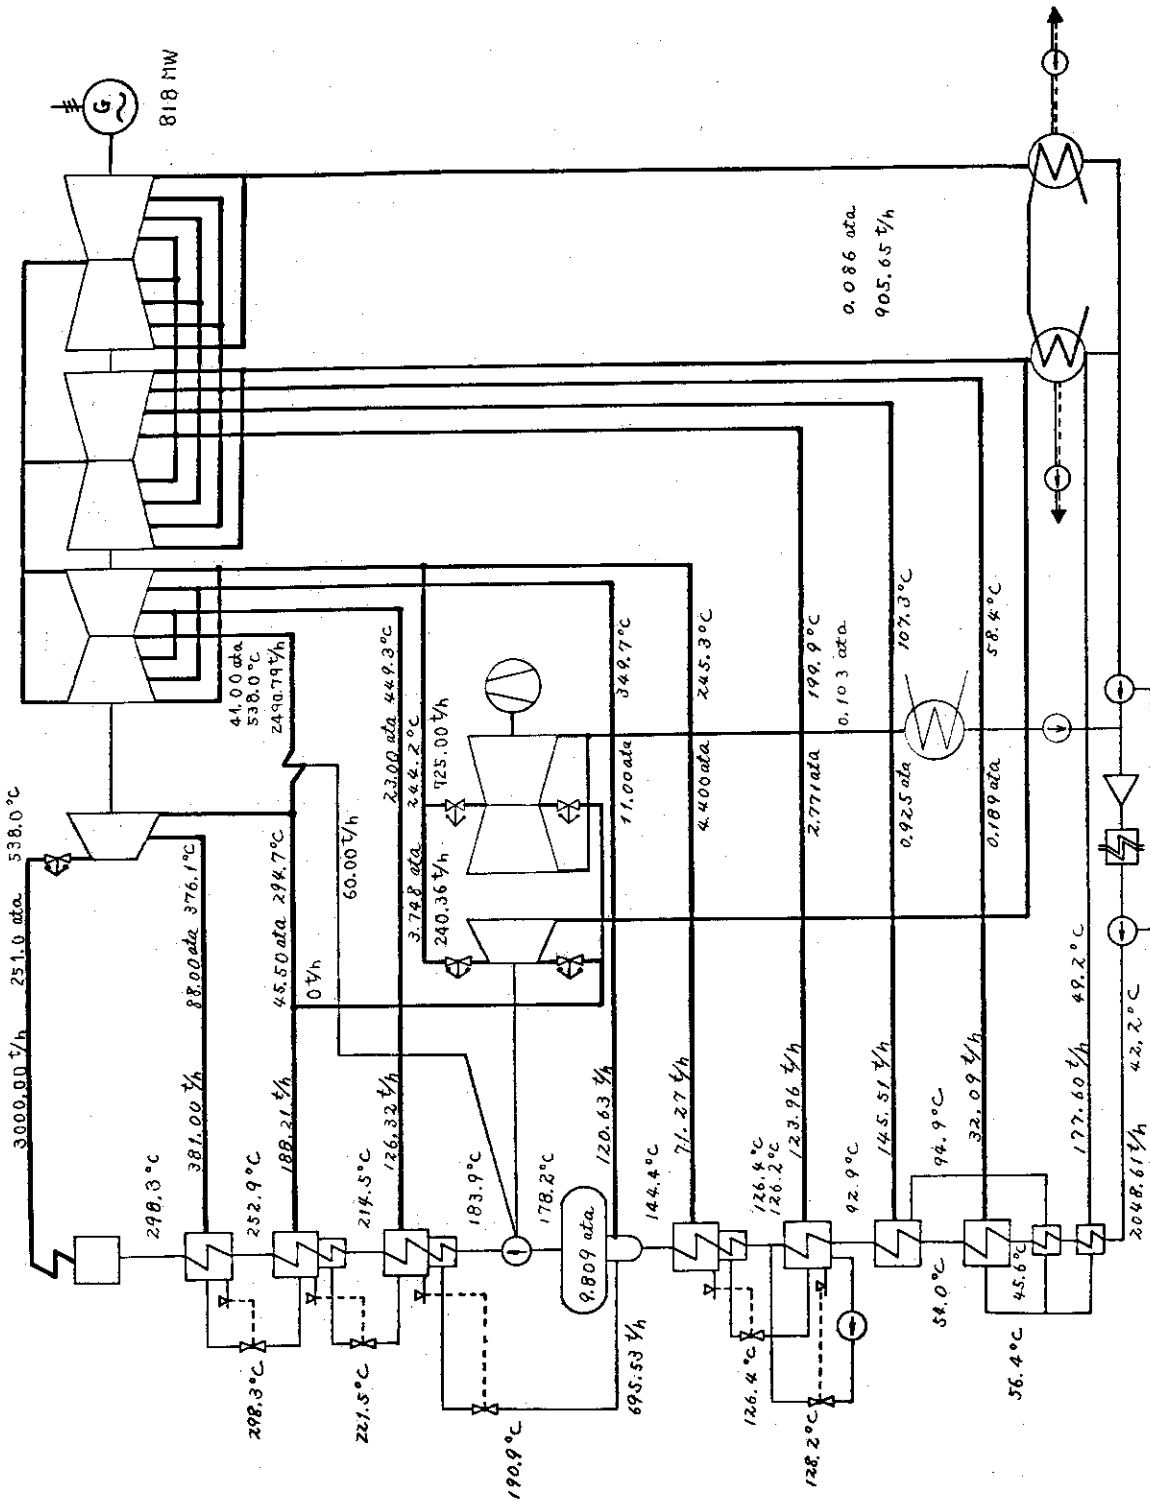 G
818 MW
3000,00 t/h 251.0 ata 538.0°C
41.00 ata
538.0°C
2490.79 t/h
88.00 ata 376.1°C
45.50 ata 294.7°C
0 t/h
60.00 t/h
23.00 ata 449.3°C
3.748 ata 244.2°C
240.36 t/h 725.00 t/h
11.00 ata 349.7°C
4.400 ata 245.3°C
2.771 ata 199.9°C
0.103 ata
0.925 ata 107.3°C
0.189 ata 58.4°C
0.086 ata
905.65 t/h
298.3°C
381.00 t/h
252.9°C
188.21 t/h
214.5°C
126,32 t/h
183.9°C
178.2°C
9.809 ata
120.63 t/h
144.4°C
71.27 t/h
126.4°C
126.2°C
123.96 t/h
92.9°C
145.51 t/h
94.9°C
32.09 t/h
54.0°C
45.6°C
56.4°C
177.60 t/h 49.2°C
2048.61 t/h 42,2°C
298.3°C
221.5°C
190.9°C
695.53 t/h
126.4°C
128.2°C